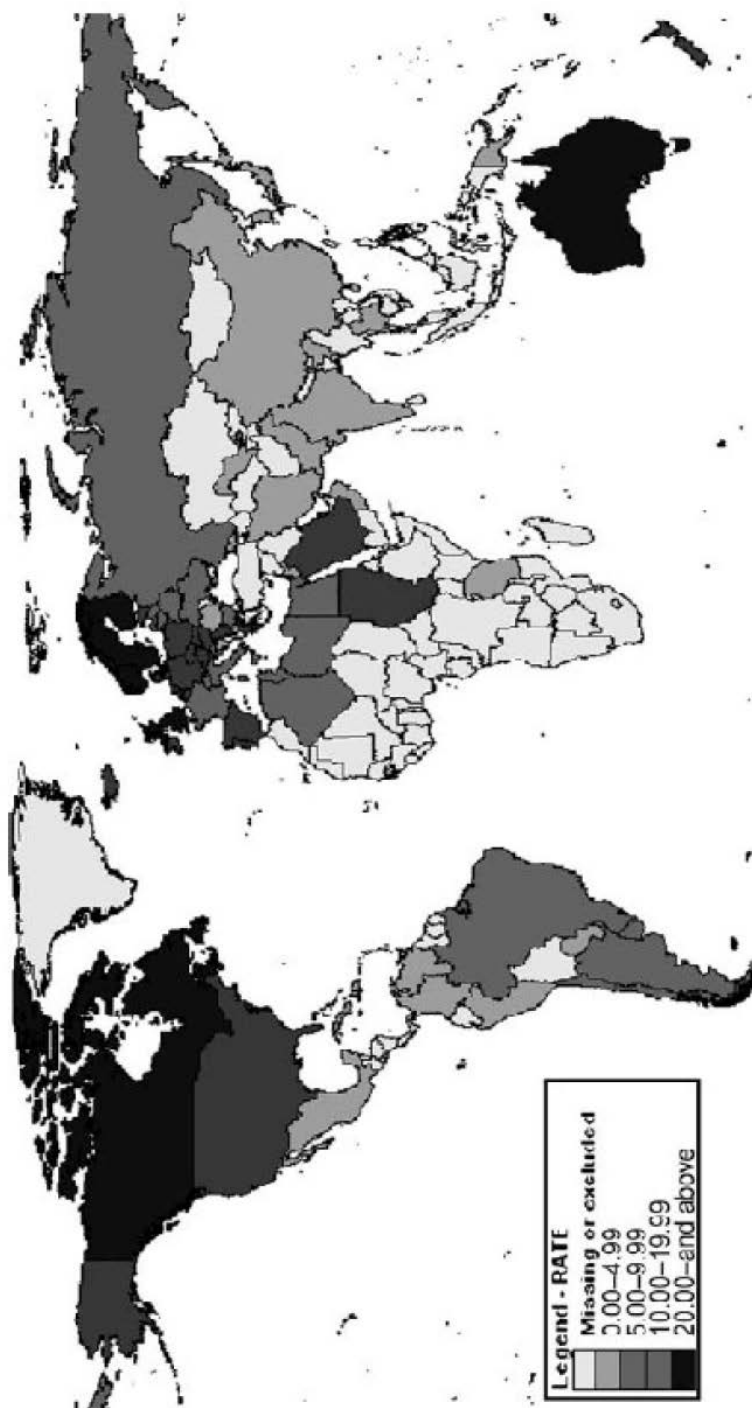 Legend - RATE
Missing or excluded
0.00–4.99
5.00–9.99
10.00–19.99
20.00–and above